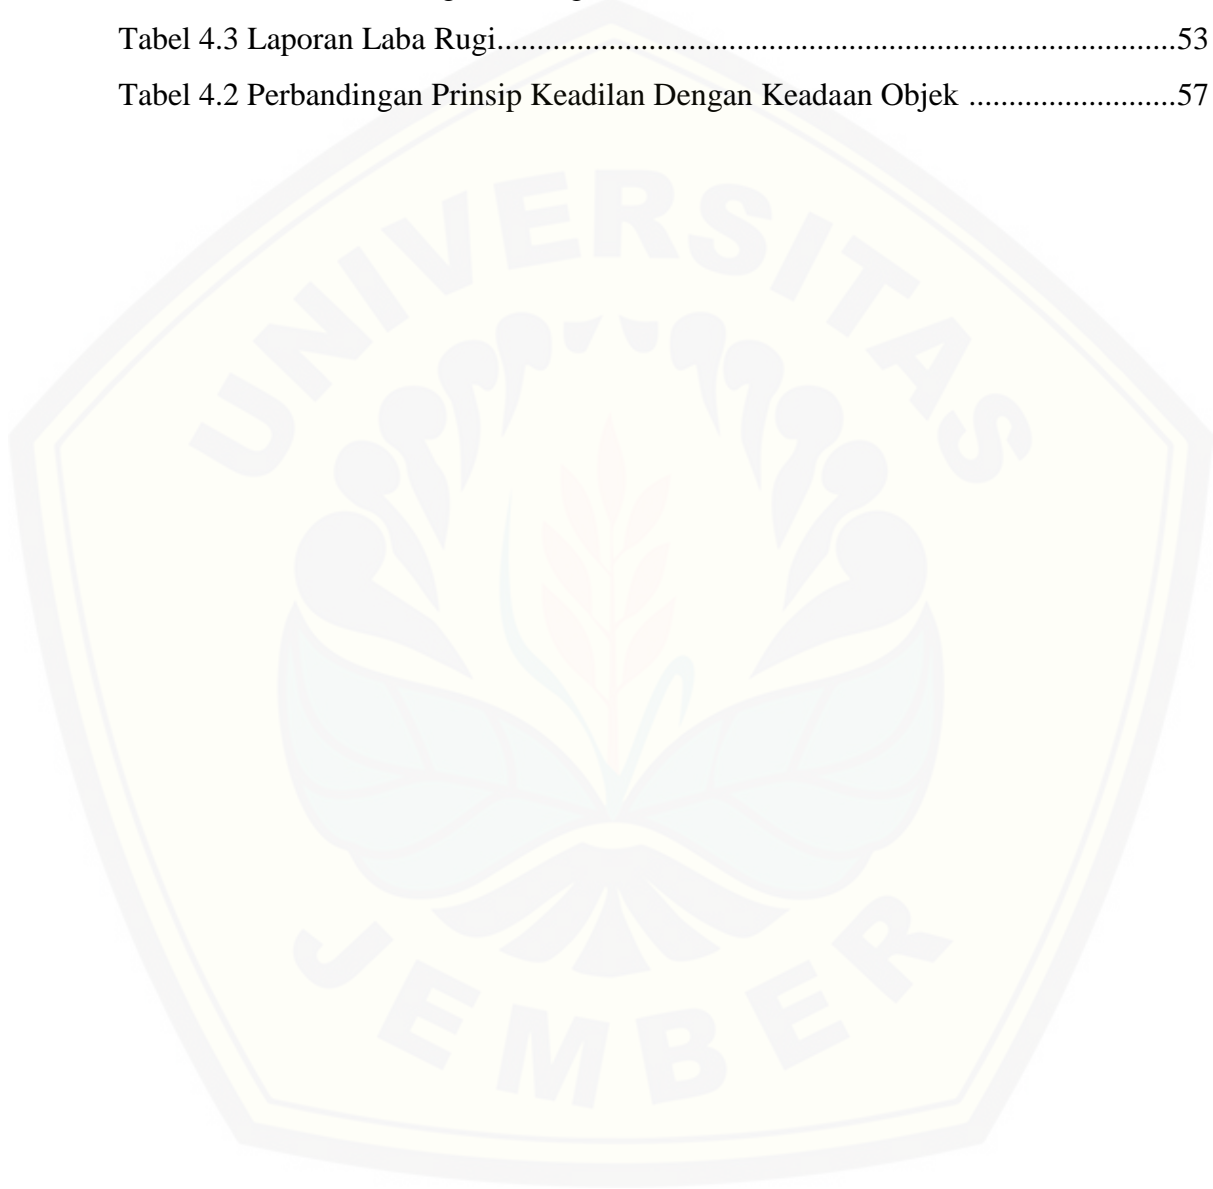 Tabel 4.3 Laporan Laba Rugi.....................................................................................53
Tabel 4.2 Perbandingan Prinsip Keadilan Dengan Keadaan Objek ..........................57
UNIVERSITAS
JEMBER